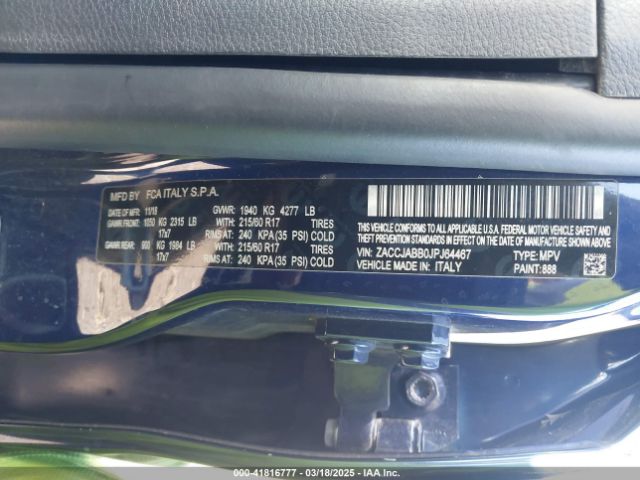 MFD BY FCA ITALY S.P.A.
MFD: 11/18 GVWR: 1940 KG 4277 LB
GAWR FRONT: 1050 KG 2315 LB WITH: 215/60 R17 TIRES
17x7 RIMS AT: 240 KPA(35 PSI) COLD
GAWR REAR: 900 KG 1984 LB WITH: 215/60 R17 TIRES
17x7 RIMS AT: 240 KPA(35 PSI) COLD
THIS VEHICLE CONFORMS TO ALL APPLICABLE U.S.A. FEDERAL MOTOR VEHICLE
SAFETY, BUMPER, AND THEFT PREVENTION STANDARDS IN
EFFECT ON THE DATE OF MANUFACTURE SHOWN ABOVE
VIN: ZACCJABB0JPJ64467 TYPE: MPV
VEHICLE MADE IN: ITALY PAINT: 888
000-41816777 - 03/18/2025 - IAA Inc.